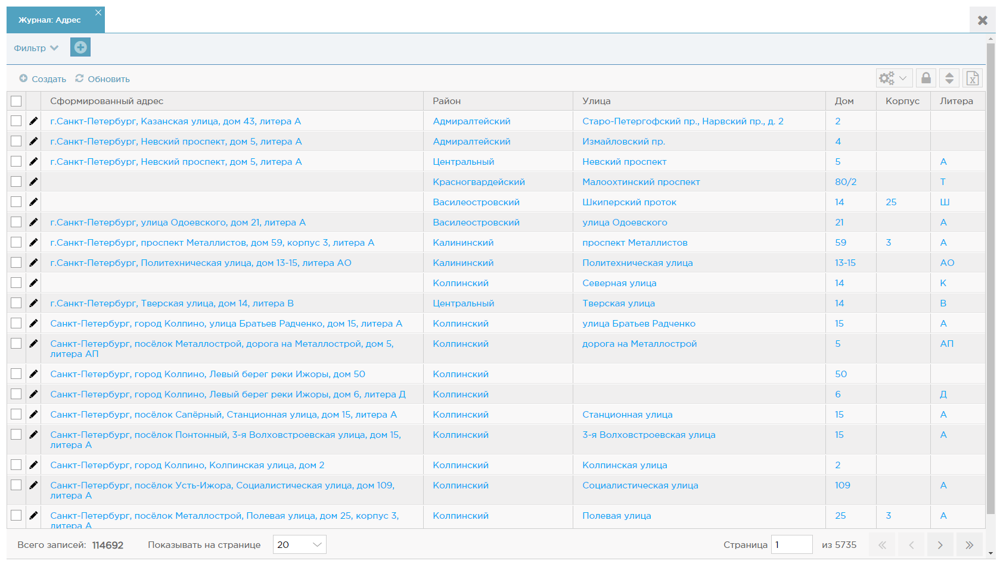 Журнал: Адрес
Фильтр
Создать Обновить
Сформированный адрес Район Улица Дом Корпус Литера
г.Санкт-Петербург, Казанская улица, дом 43, литера А Адмиралтейский Старо-Петергофский пр., Нарвский пр., д. 2 2
г.Санкт-Петербург, Невский проспект, дом 5, литера А Адмиралтейский Измайловский пр. 4
г.Санкт-Петербург, Невский проспект, дом 5, литера А Центральный Невский проспект 5 А
Красногвардейский Малоохтинский проспект 80/2 Т
Василеостровский Шкиперский проток 14 25 Ш
г.Санкт-Петербург, улица Одоевского, дом 21, литера А Василеостровский улица Одоевского 21 А
г.Санкт-Петербург, проспект Металлистов, дом 59, корпус 3, литера А Калининский проспект Металлистов 59 3 А
г.Санкт-Петербург, Политехническая улица, дом 13-15, литера АО Калининский Политехническая улица 13-15 АО
Колпинский Северная улица 14 К
г.Санкт-Петербург, Тверская улица, дом 14, литера В Центральный Тверская улица 14 В
Санкт-Петербург, город Колпино, улица Братьев Радченко, дом 15, литера А Колпинский улица Братьев Радченко 15 А
Санкт-Петербург, посёлок Металлострой, дорога на Металлострой, дом 5, Колпинский дорога на Металлострой 5 АП
литера АП
Санкт-Петербург, город Колпино, Левый берег реки Ижоры, дом 50 Колпинский 50
Санкт-Петербург, город Колпино, Левый берег реки Ижоры, дом 6, литера Д Колпинский 6 Д
Санкт-Петербург, посёлок Сапёрный, Станционная улица, дом 15, литера А Колпинский Станционная улица 15 А
Санкт-Петербург, посёлок Понтонный, 3-я Волховстроевская улица, дом 15, Колпинский 3-я Волховстроевская улица 15 А
литера А
Санкт-Петербург, город Колпино, Колпинская улица, дом 2 Колпинский Колпинская улица 2
Санкт-Петербург, посёлок Усть-Ижора, Социалистическая улица, дом 109, Колпинский Социалистическая улица 109 А
литера А
Санкт-Петербург, посёлок Металлострой, Полевая улица, дом 25, корпус 3, Колпинский Полевая улица 25 3 А
литера А
Всего записей: 114692 Показывать на странице 20 Страница 1 из 5735